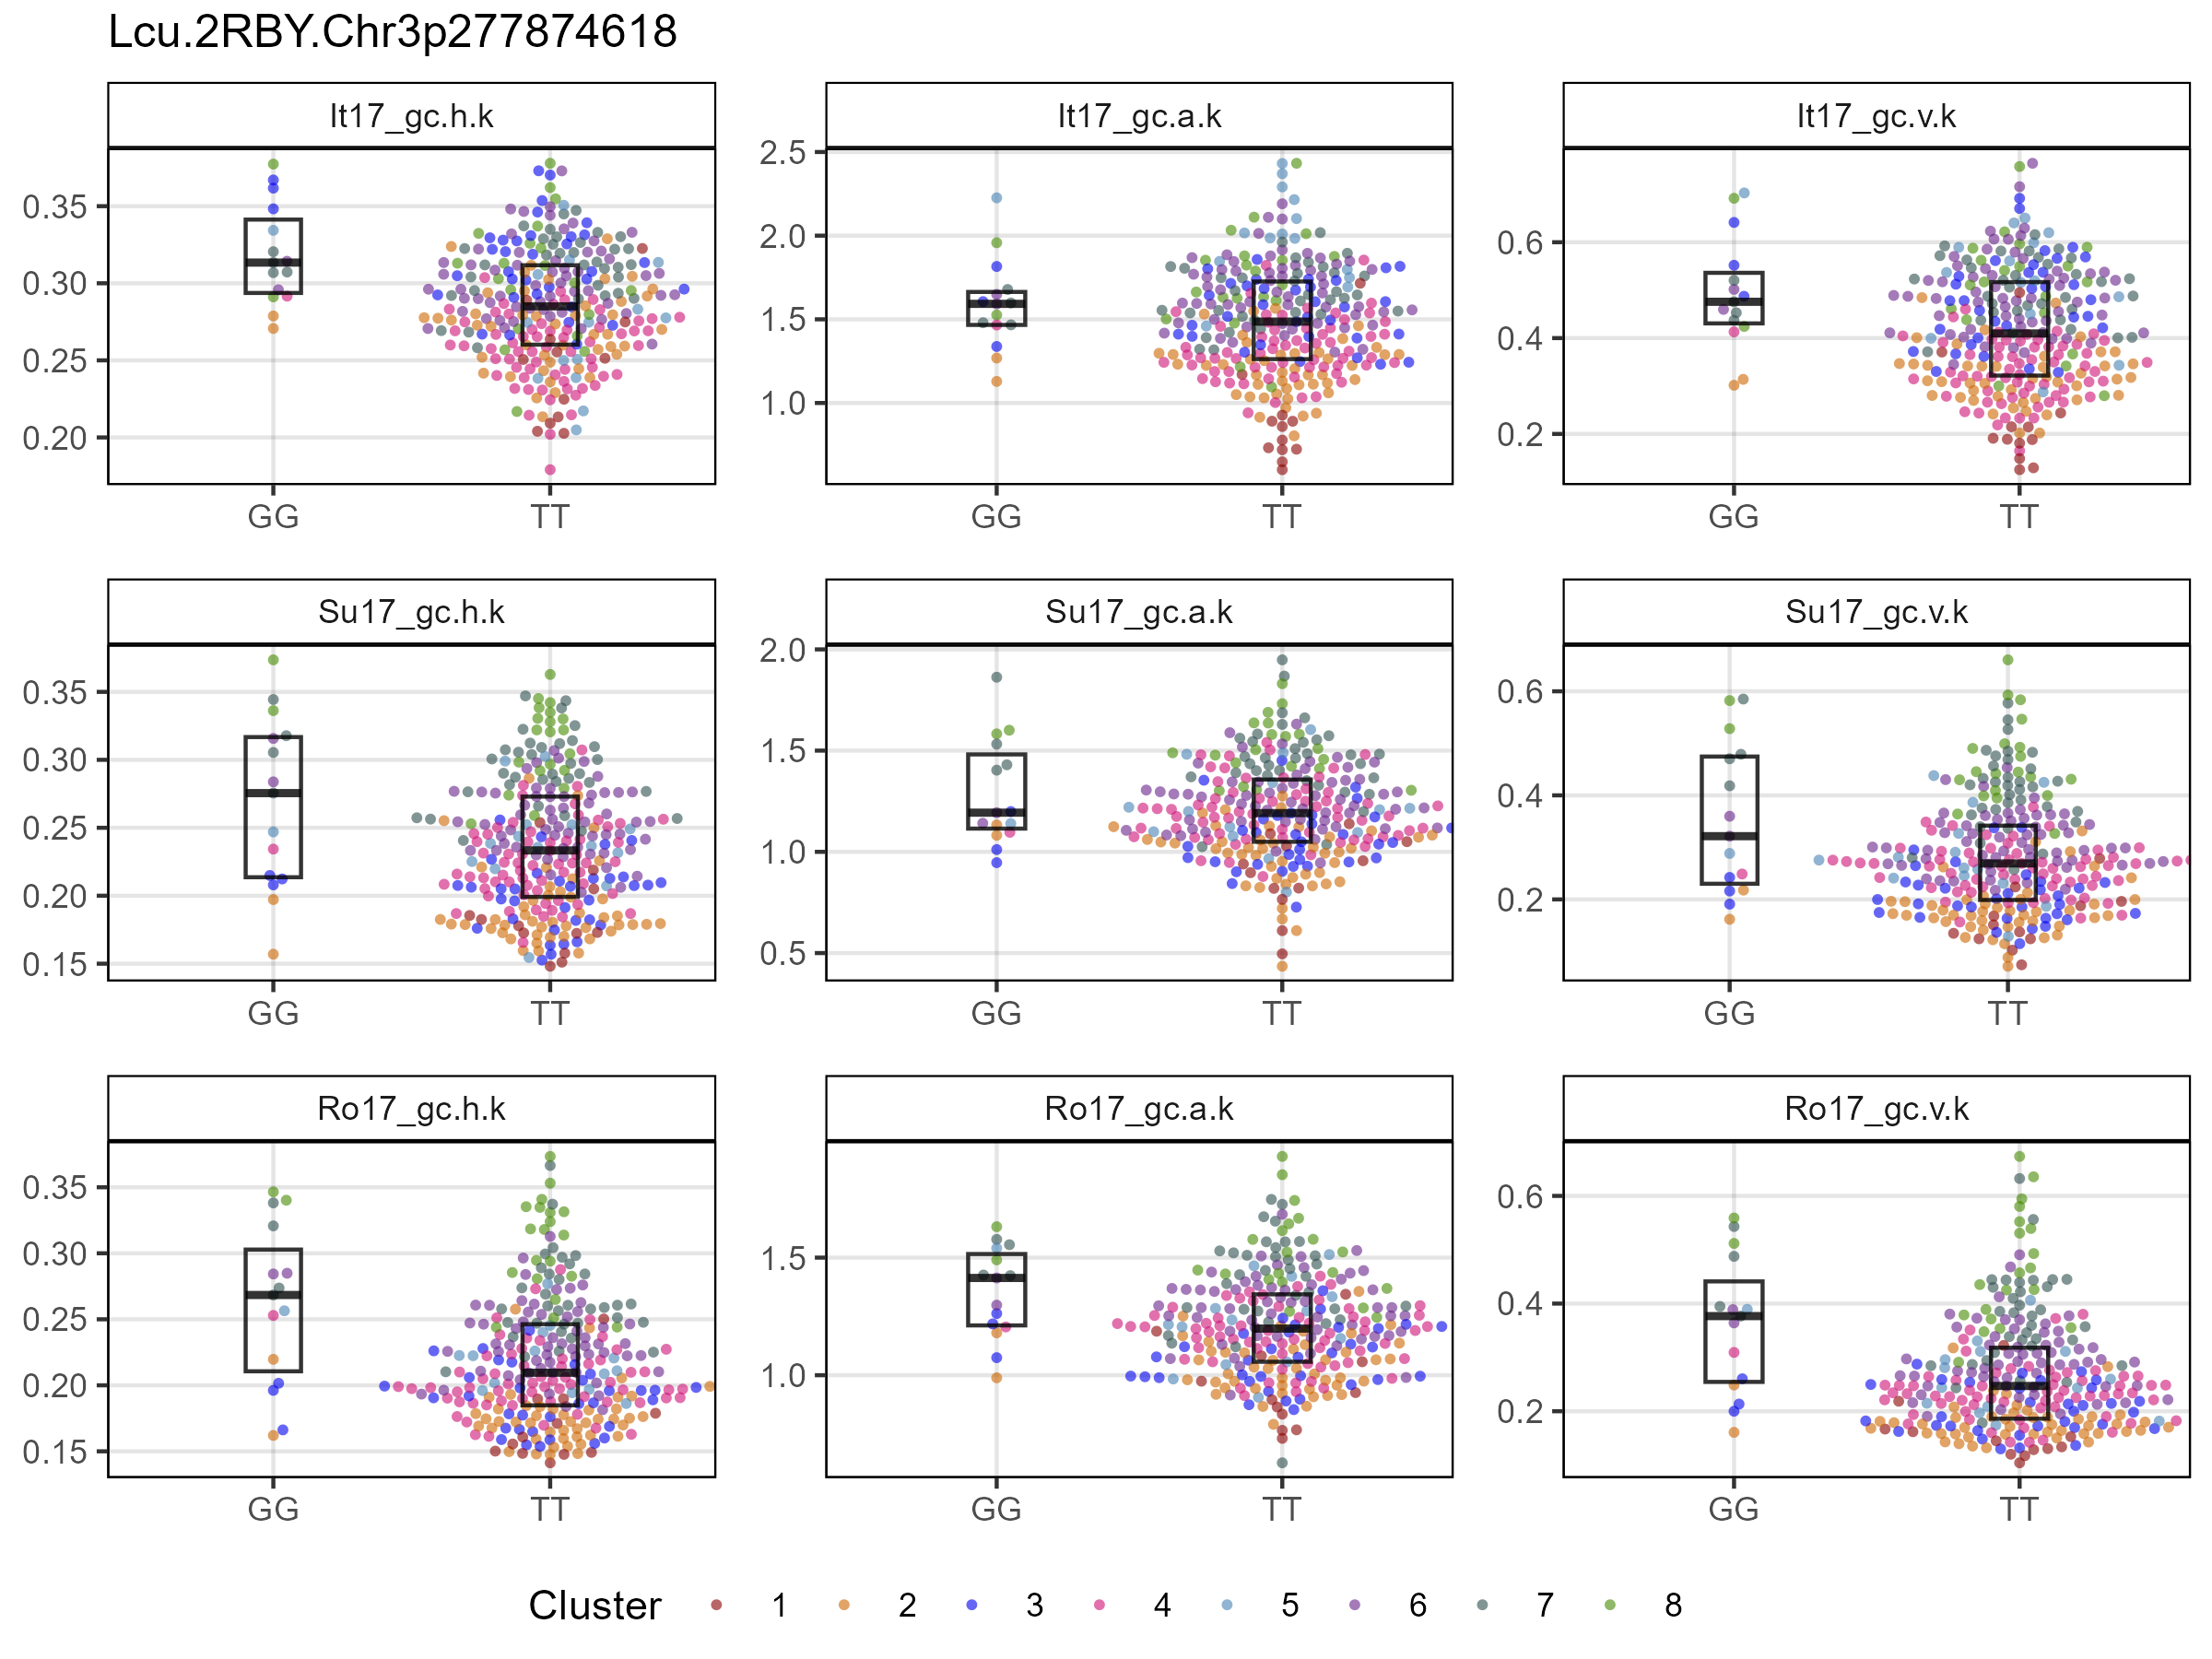 Lcu.2RBY.Chr3p277874618
It17_gc.h.k
It17_gc.a.k
It17_gc.v.k
0.35
0.30
0.25
0.20
GG
TT
2.5
2.0
1.5
1.0
GG
TT
0.6
0.4
0.2
GG
TT
Su17_gc.h.k
Su17_gc.a.k
Su17_gc.v.k
0.35
0.30
0.25
0.20
0.15
GG
TT
2.0
1.5
1.0
0.5
GG
TT
0.6
0.4
0.2
GG
TT
Ro17_gc.h.k
Ro17_gc.a.k
Ro17_gc.v.k
0.35
0.30
0.25
0.20
0.15
GG
TT
1.5
1.0
GG
TT
0.6
0.4
0.2
GG
TT
Cluster 1 2 3 4 5 6 7 8